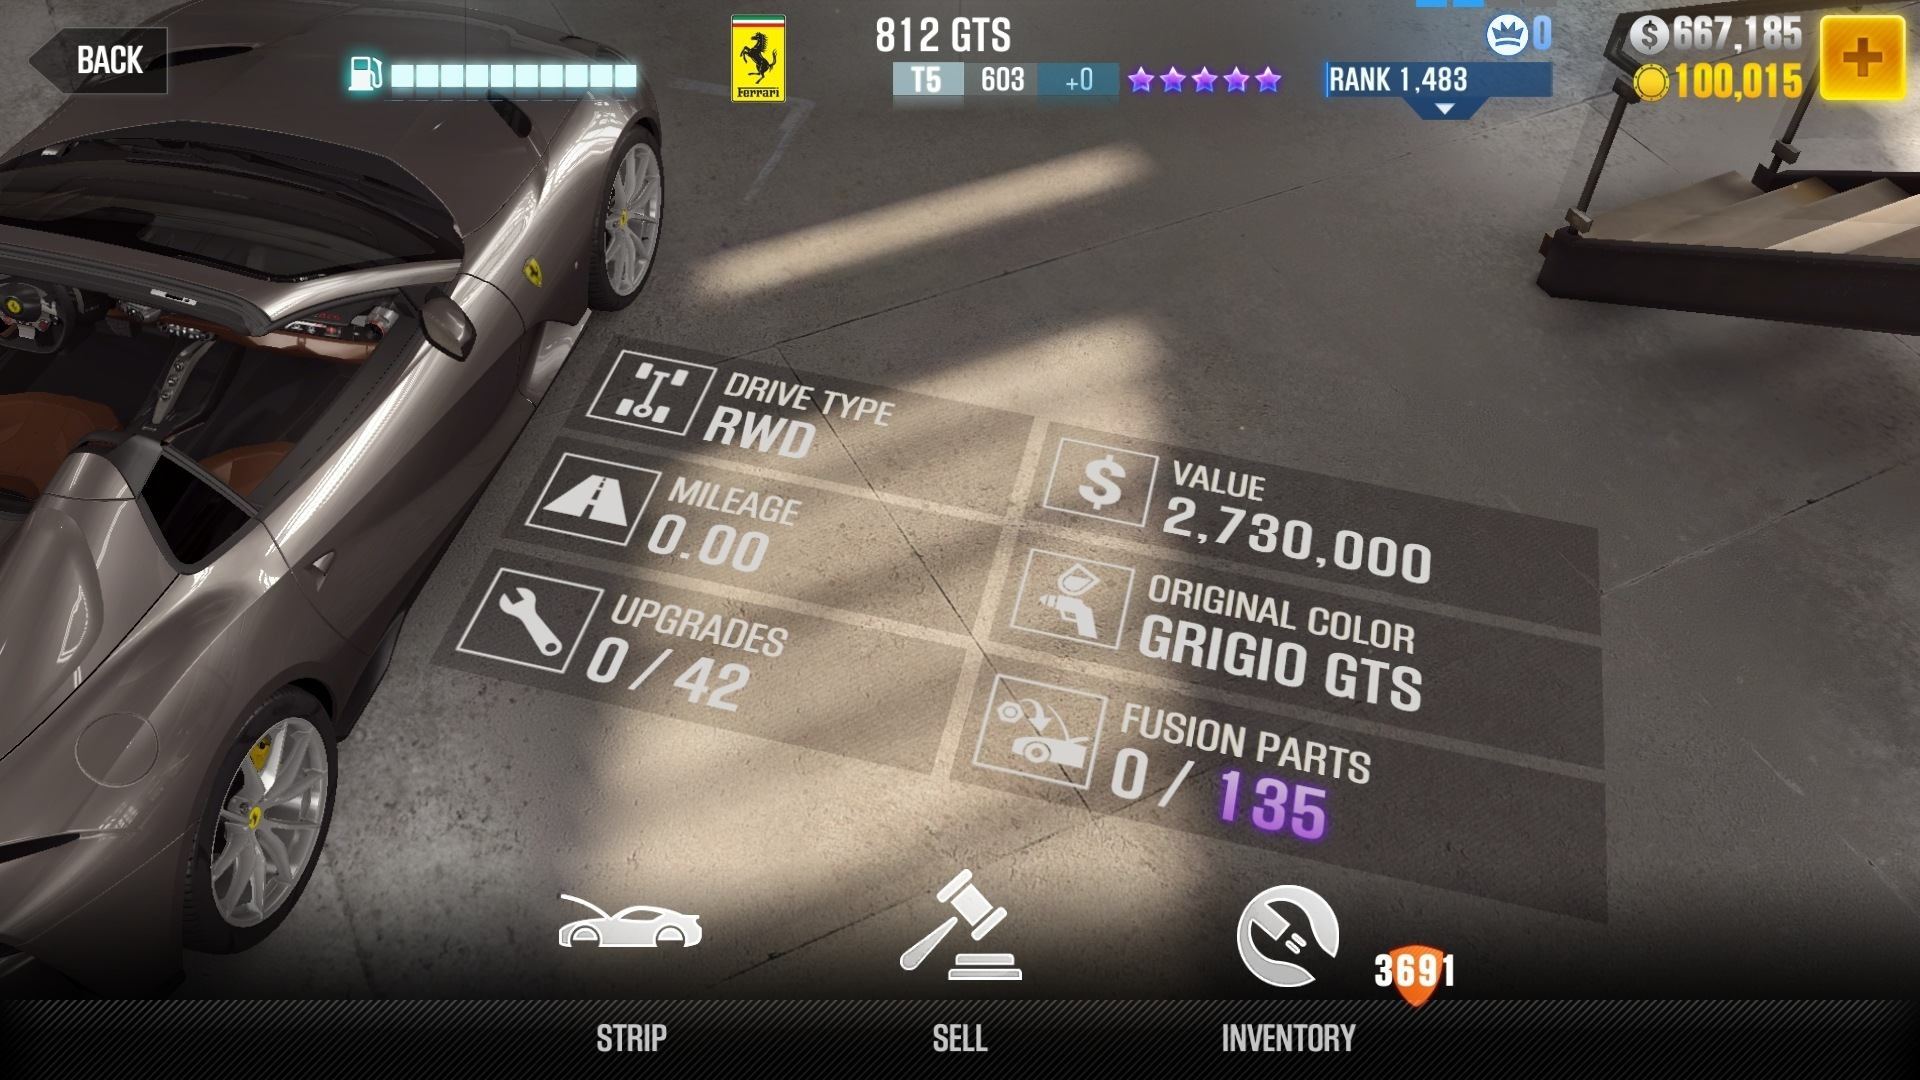 BACK
Ferrari
812 GTS
T5 603 +0
RANK 1,483
0
667,185
100,015
DRIVE TYPE
RWD
MILEAGE
0.00
UPGRADES
0 / 42
VALUE
2,730,000
ORIGINAL COLOR
GRIGIO GTS
FUSION PARTS
0 / 135
3691
STRIP
SELL
INVENTORY